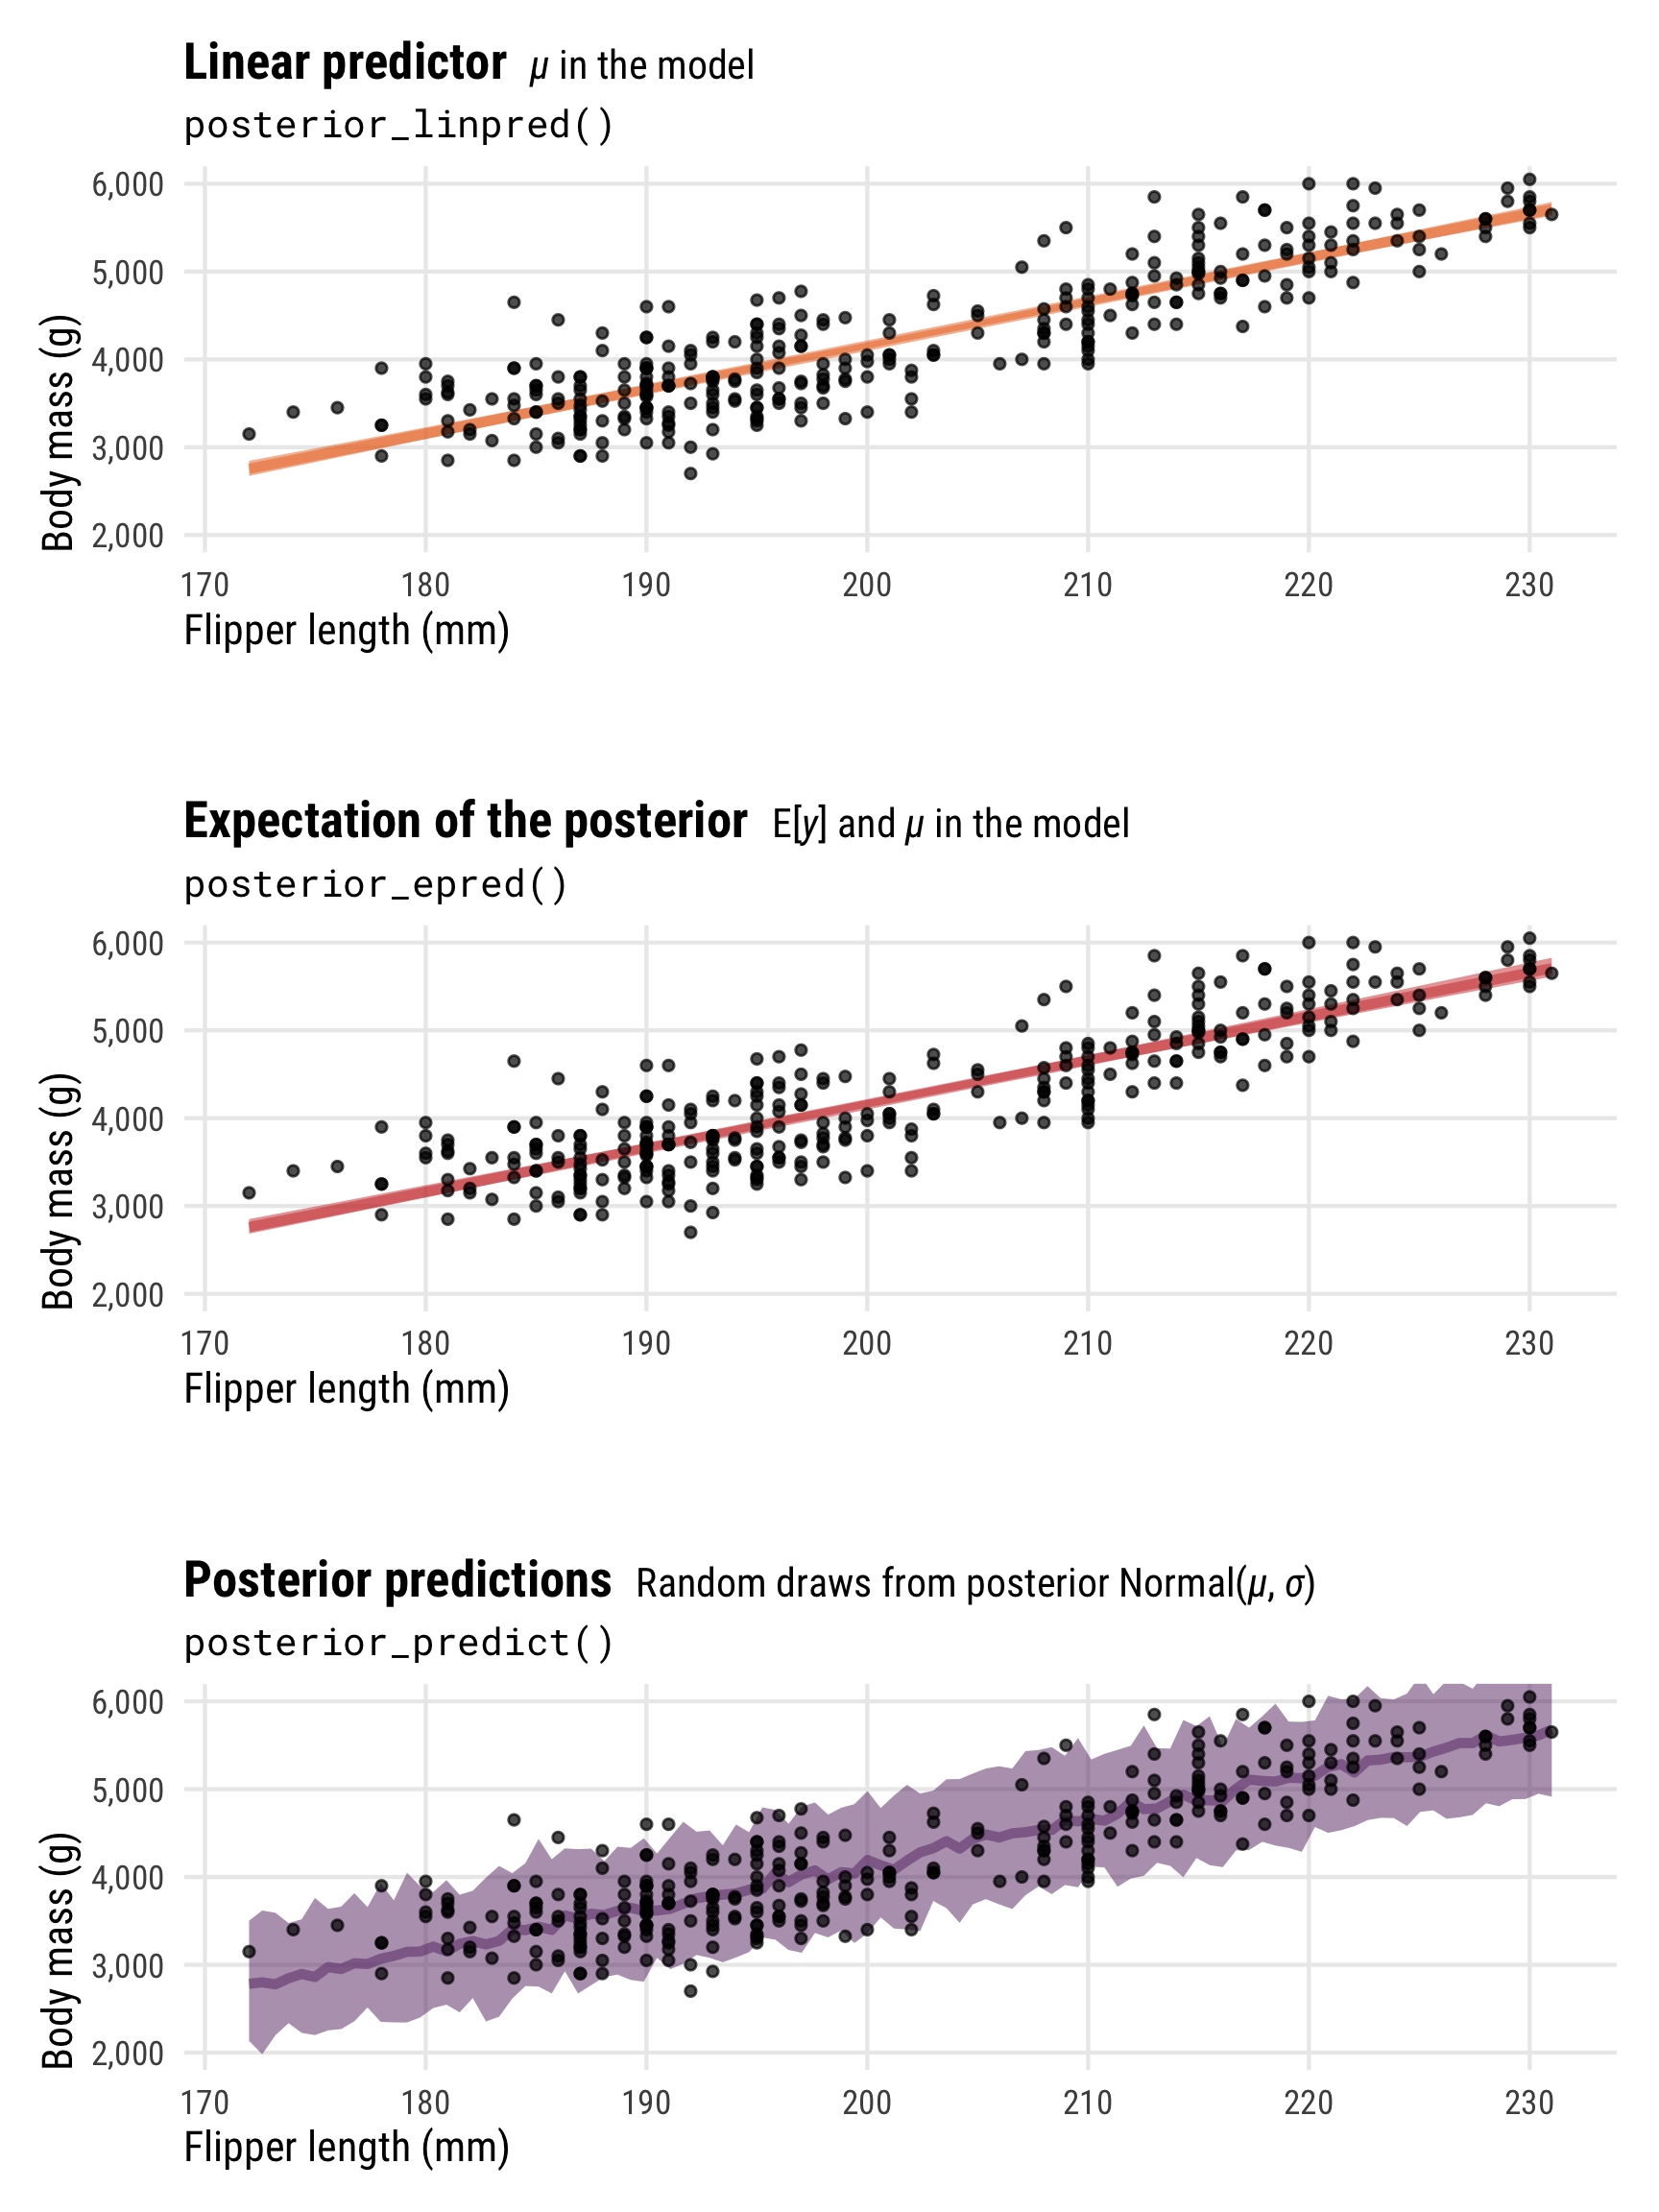 Linear predictor μ in the model
posterior_linpred()
6,000
5,000
4,000
3,000
2,000
Body mass (g)
170 180 190 200 210 220 230
Flipper length (mm)
Expectation of the posterior E[y] and μ in the model
posterior_epred()
6,000
5,000
4,000
3,000
2,000
Body mass (g)
170 180 190 200 210 220 230
Flipper length (mm)
Posterior predictions Random draws from posterior Normal(μ, σ)
posterior_predict()
6,000
5,000
4,000
3,000
2,000
Body mass (g)
170 180 190 200 210 220 230
Flipper length (mm)